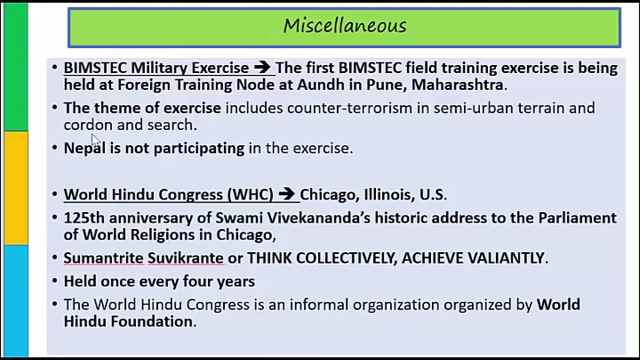 Miscellaneous
• BIMSTEC Military Exercise ➔ The first BIMSTEC field training exercise is being
held at Foreign Training Node at Aundh in Pune, Maharashtra.
• The theme of exercise includes counter-terrorism in semi-urban terrain and
cordon and search.
• Nepal is not participating in the exercise.
• World Hindu Congress (WHC) ➔ Chicago, Illinois, U.S.
• 125th anniversary of Swami Vivekananda's historic address to the Parliament
of World Religions in Chicago,
• Sumantrite Suvikrante or THINK COLLECTIVELY, ACHIEVE VALIANTLY.
• Held once every four years
• The World Hindu Congress is an informal organization organized by World
Hindu Foundation.